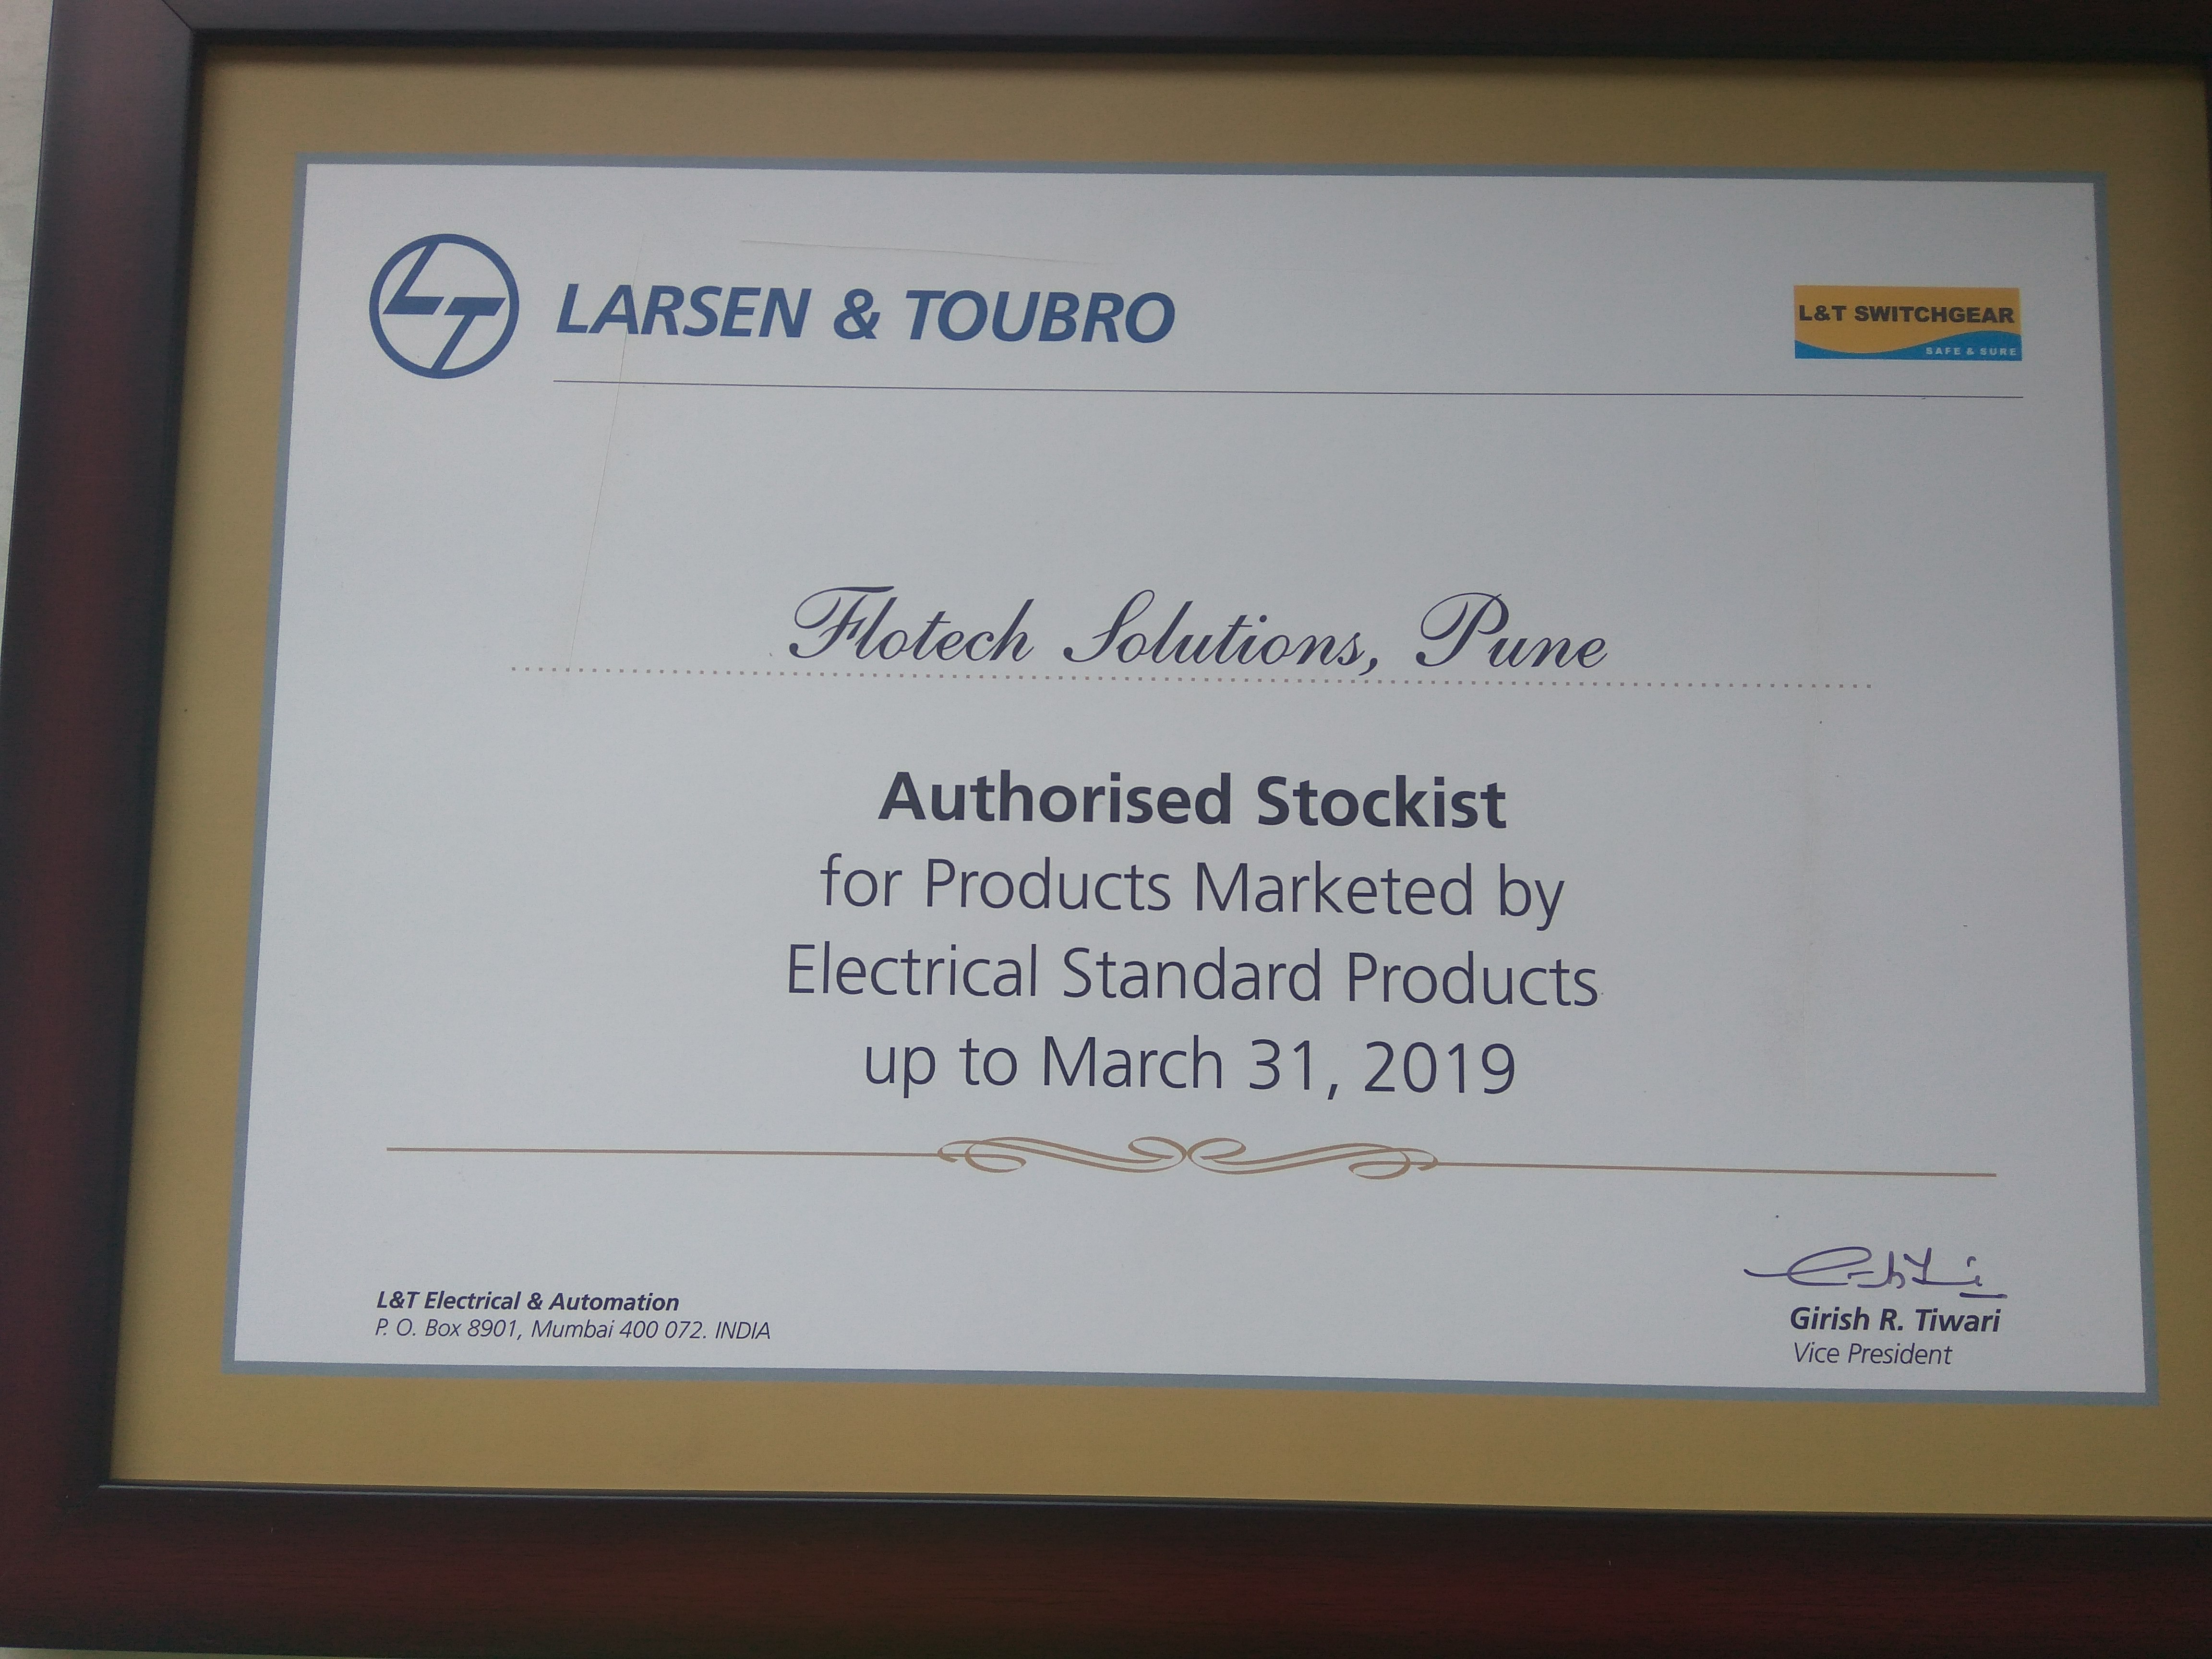 LT
LARSEN & TOUBRO
L&T SWITCHGEAR
SAFE & SURE
Flotech Solutions, Pune
Authorised Stockist
for Products Marketed by
Electrical Standard Products
up to March 31, 2019
L&T Electrical & Automation
P. O. Box 8901, Mumbai 400 072. INDIA
Girish R. Tiwari
Vice President